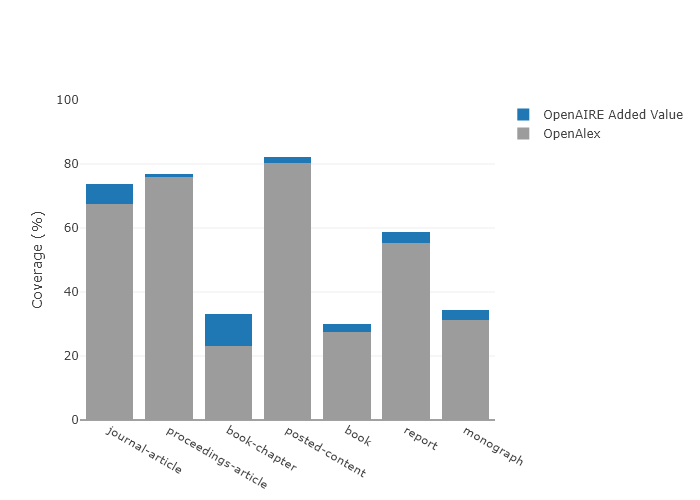 100
80
60
40
20
0
Coverage (%)
journal-article
proceedings-article
book-chapter
posted-content
book
report
monograph
OpenAIRE Added Value
OpenAlex